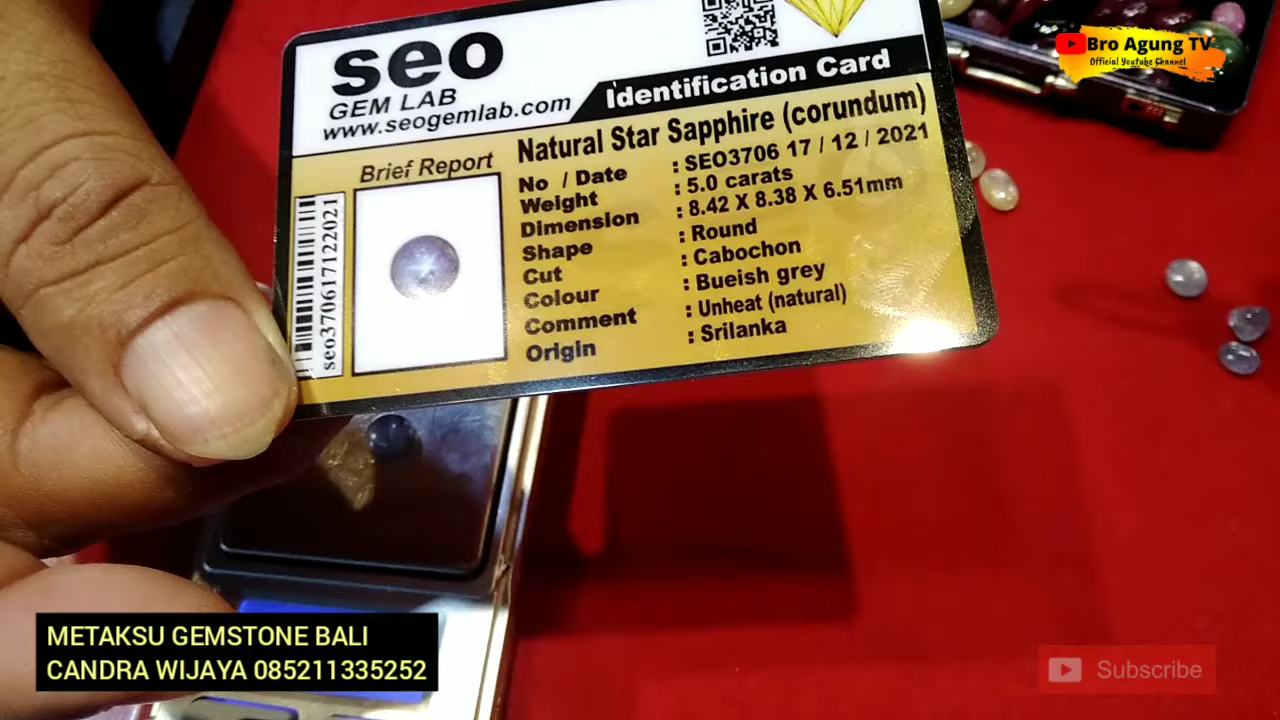 seo
GEM LAB
www.seogemlab.com
Identification Card
Brief Report
Natural Star Sapphire (corundum)
No / Date : SEO3706 17 / 12 / 2021
Weight : 5.0 carats
Dimension : 8.42 X 8.38 X 6.51mm
Shape : Round
Cut : Cabochon
Colour : Bueish grey
Comment : Unheat (natural)
Origin : Srilanka
seo370617122021
Bro Agung TV
Official Youtube Channel
METAKSU GEMSTONE BALI
CANDRA WIJAYA 085211335252
Subscribe